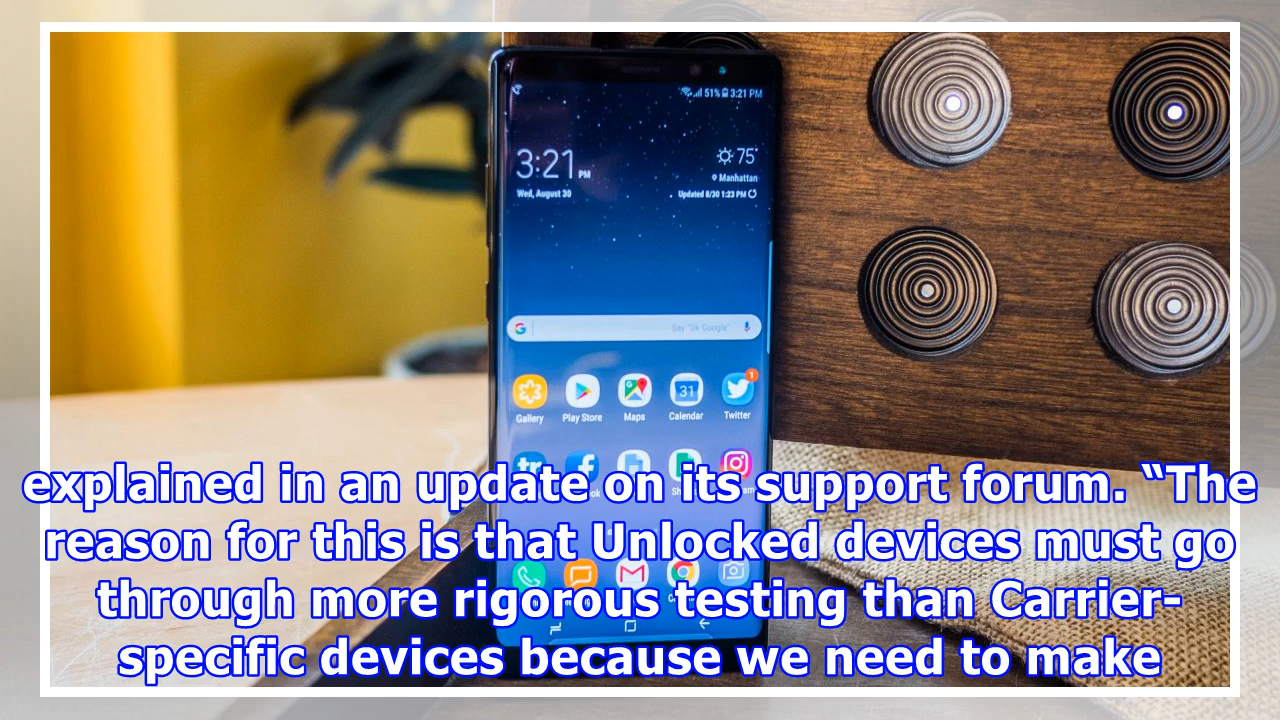 51% 3:21 PM
3:21 PM
75°
Manhattan
Wed, August 30
Updated 8/30 1:23 PM
Say "Ok Google"
31
1
Gallery Play Store Maps Calendar Twitter
explained in an update on its support forum. “The
reason for this is that Unlocked devices must go
through more rigorous testing than Carrier-
specific devices because we need to make